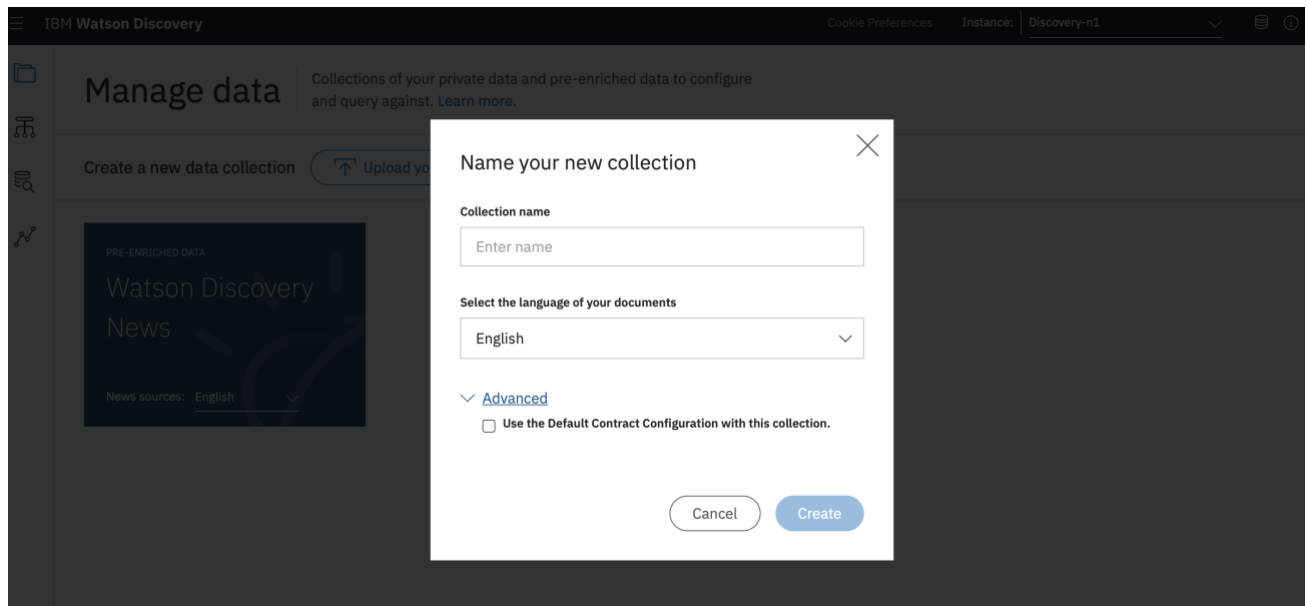 IBM Watson Discovery
Cookie Preferences
Instance: Discovery-n1
Manage data
Collections of your private data and pre-enriched data to configure
and query against. Learn more.
Create a new data collection
Upload yo
PRE-ENRICHED DATA
Watson Discovery
News
News sources: English
Name your new collection
Collection name
Enter name
Select the language of your documents
English
Advanced
Use the Default Contract Configuration with this collection.
Cancel
Create